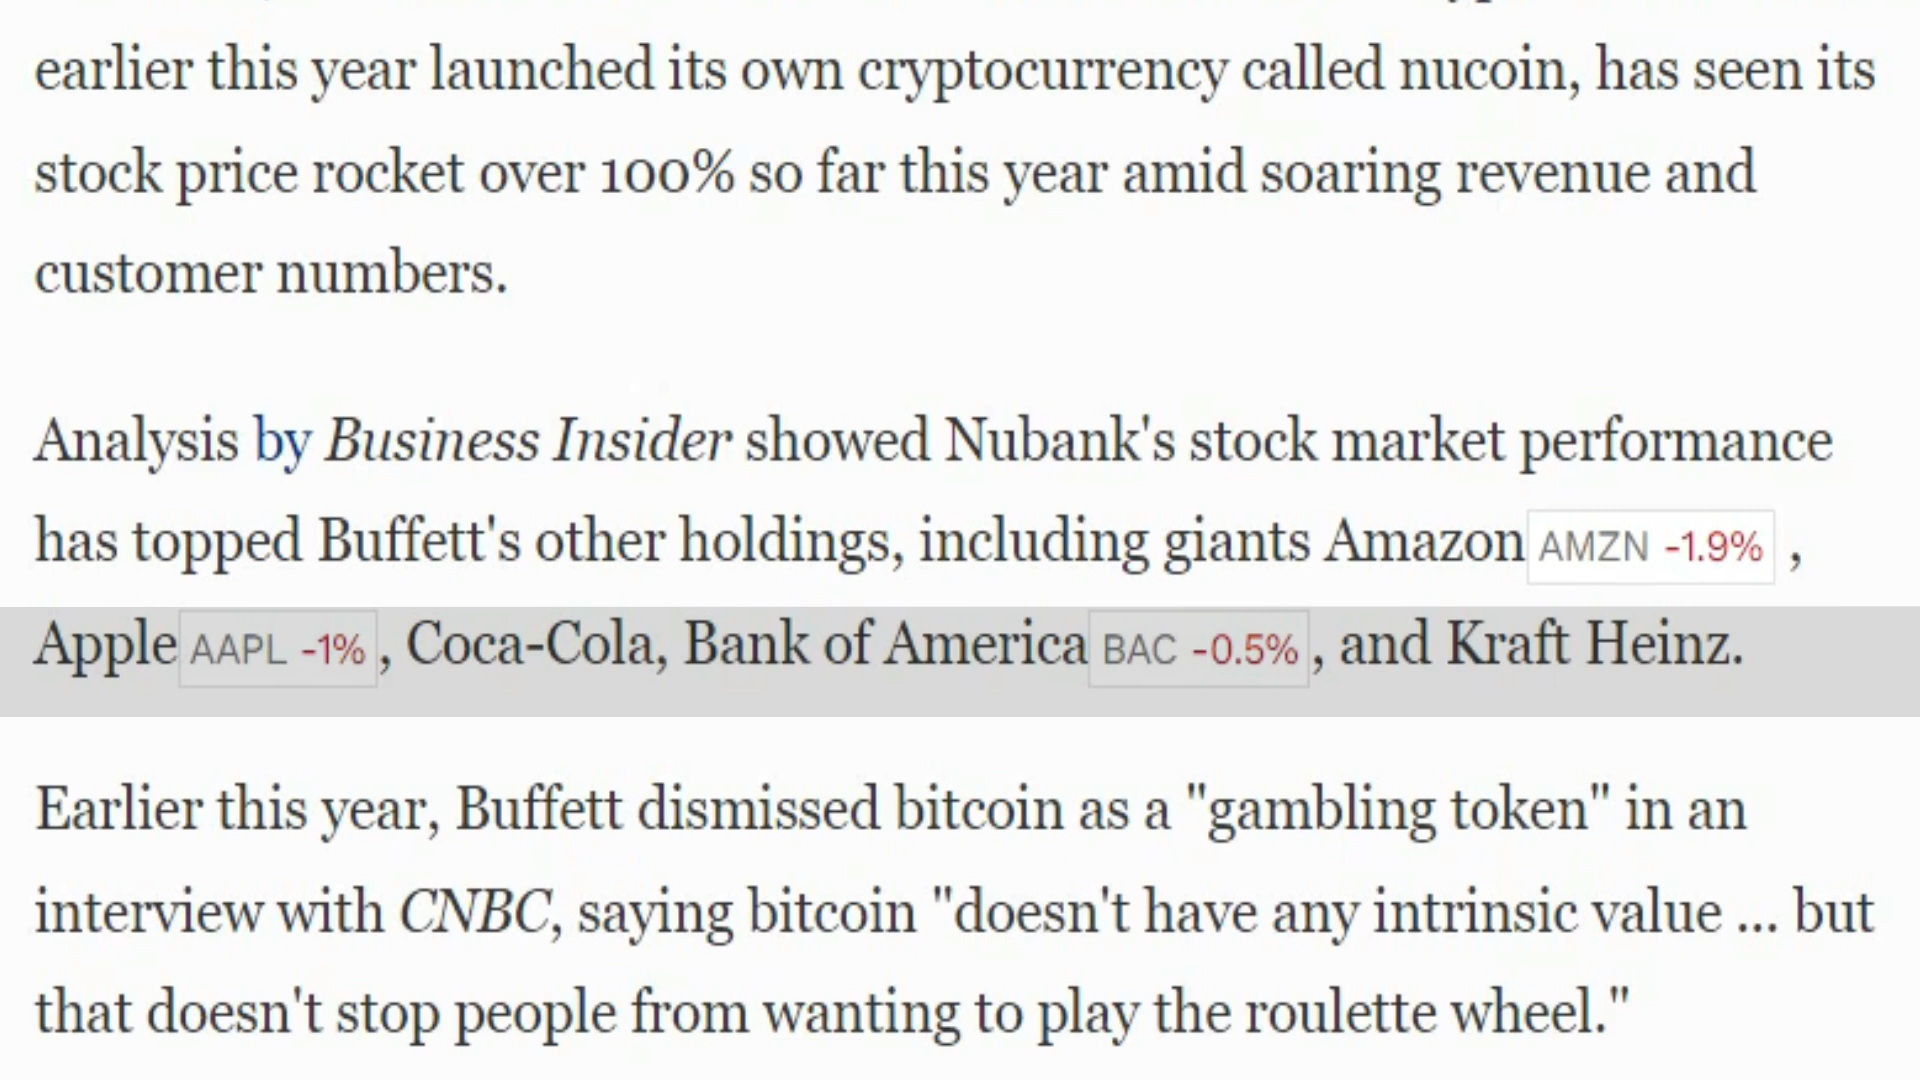 earlier this year launched its own cryptocurrency called nucoin, has seen its
stock price rocket over 100% so far this year amid soaring revenue and
customer numbers.
Analysis by Business Insider showed Nubank's stock market performance
has topped Buffett's other holdings, including giants Amazon AMZN -1.9% ,
Apple AAPL -1% , Coca-Cola, Bank of America BAC -0.5% , and Kraft Heinz.
Earlier this year, Buffett dismissed bitcoin as a "gambling token" in an
interview with CNBC, saying bitcoin "doesn't have any intrinsic value ... but
that doesn't stop people from wanting to play the roulette wheel."